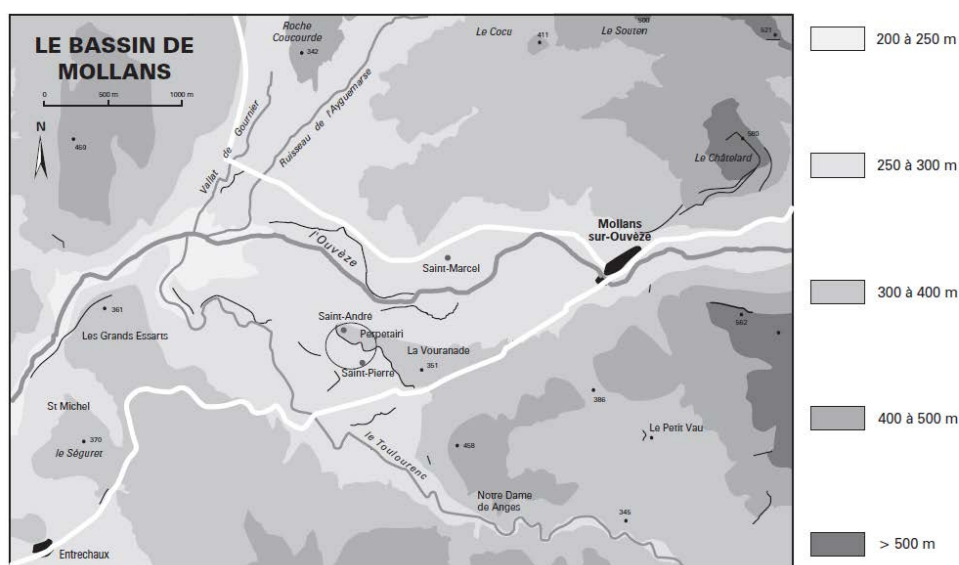 LE BASSIN DE
MOLLANS
0 500 m 1000 m
N
Roche
Coucourde
342
Le Cocu
411
Le Souten
500
521
460
Vallat de Gournier
Ruisseau de l'Ayguemarse
580
Le Châtelard
Mollans
sur-Ouvèze
l'Ouvèze
Saint-Marcel
361
Les Grands Essarts
Saint-André
Perpetairi
La Vouranade
Saint-Pierre
351
562
386
St Michel
370
le Séguret
458
Le Petit Vau
le Toulourenc
Notre Dame
de Anges
345
Entrechaux
200 à 250 m
250 à 300 m
300 à 400 m
400 à 500 m
> 500 m